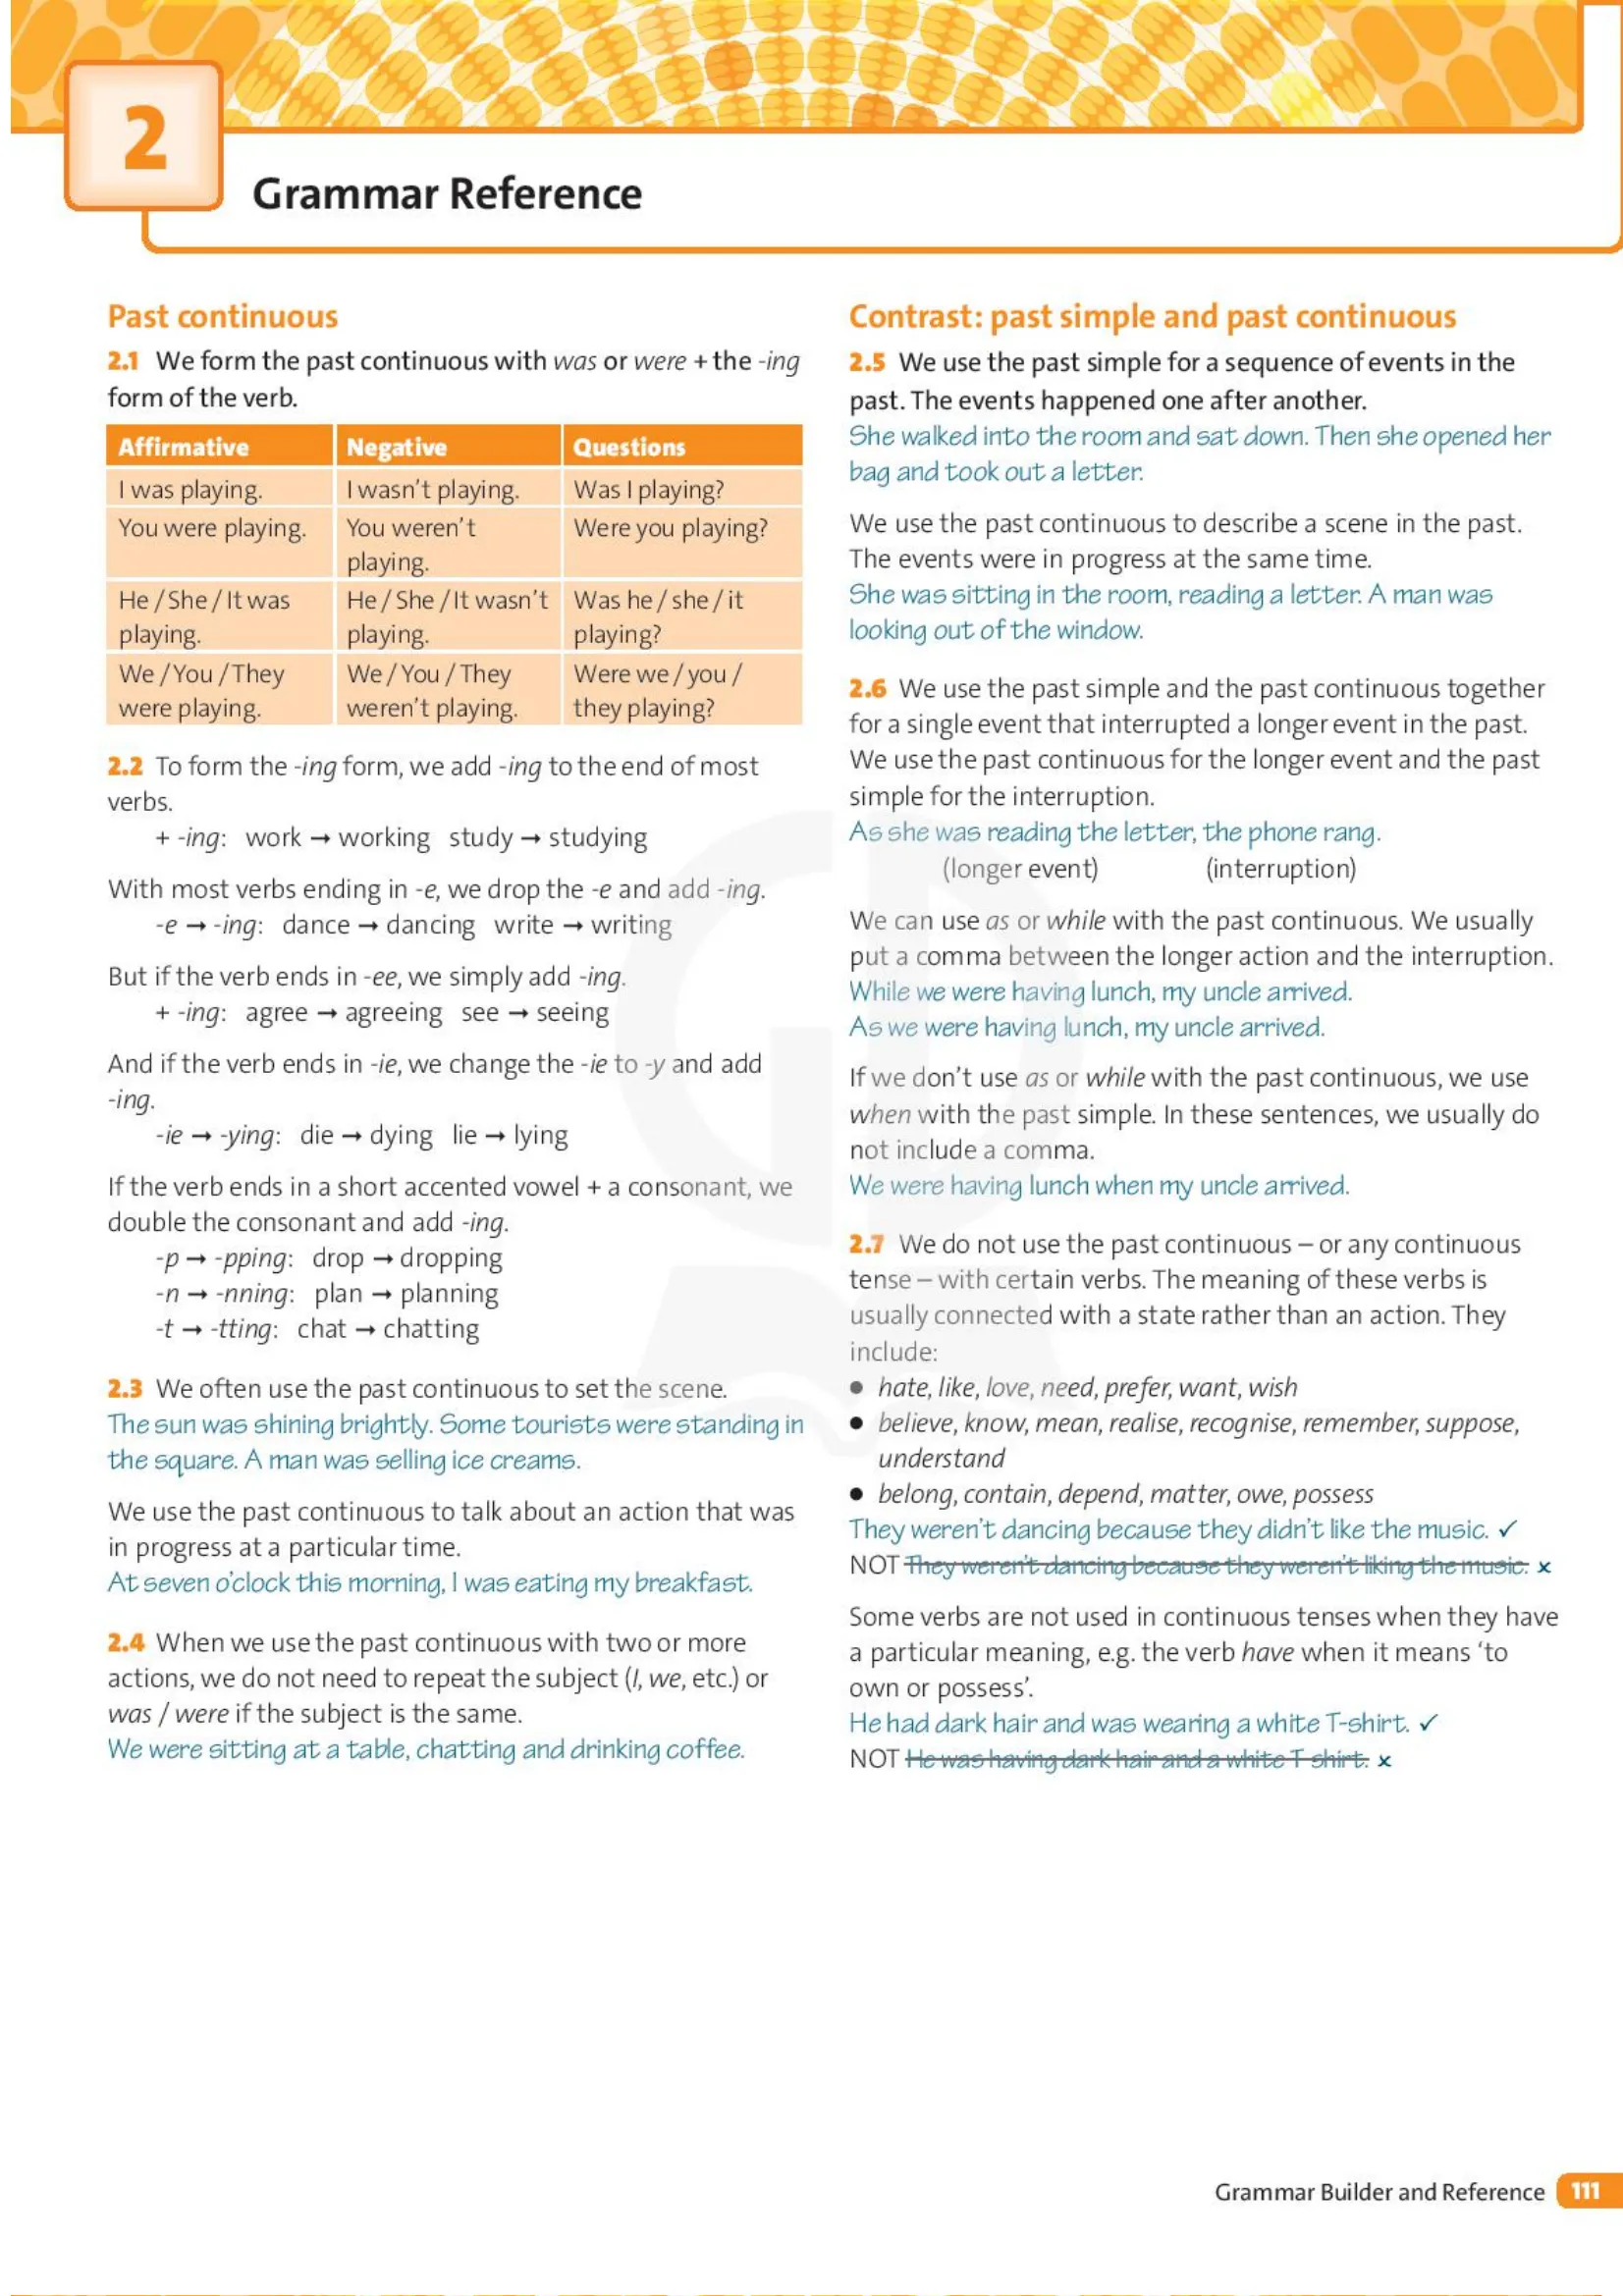 2
Grammar Reference
Past continuous
2.1 We form the past continuous with was or were + the -ing
form of the verb.
Affirmative Negative Questions
I was playing. I wasn't playing. Was I playing?
You were playing. You weren't Were you playing?
playing.
He / She / It was He / She / It wasn't Was he / she / it
playing. playing. playing?
We / You / They We / You / They Were we / you /
were playing. weren't playing. they playing?
2.2 To form the -ing form, we add -ing to the end of most
verbs.
+ -ing: work → working study → studying
With most verbs ending in -e, we drop the -e and add -ing.
-e → -ing: dance → dancing write → writing
But if the verb ends in -ee, we simply add -ing.
+ -ing: agree → agreeing see → seeing
And if the verb ends in -ie, we change the -ie to -y and add
-ing.
-ie → -ying: die → dying lie → lying
If the verb ends in a short accented vowel + a consonant, we
double the consonant and add -ing.
-p → -pping: drop → dropping
-n → -nning: plan → planning
-t → -tting: chat → chatting
2.3 We often use the past continuous to set the scene.
The sun was shining brightly. Some tourists were standing in
the square. A man was selling ice creams.
We use the past continuous to talk about an action that was
in progress at a particular time.
At seven o'clock this morning, I was eating my breakfast.
2.4 When we use the past continuous with two or more
actions, we do not need to repeat the subject (I, we, etc.) or
was / were if the subject is the same.
We were sitting at a table, chatting and drinking coffee.
Contrast: past simple and past continuous
2.5 We use the past simple for a sequence of events in the
past. The events happened one after another.
She walked into the room and sat down. Then she opened her
bag and took out a letter.
We use the past continuous to describe a scene in the past.
The events were in progress at the same time.
She was sitting in the room, reading a letter. A man was
looking out of the window.
2.6 We use the past simple and the past continuous together
for a single event that interrupted a longer event in the past.
We use the past continuous for the longer event and the past
simple for the interruption.
As she was reading the letter, the phone rang.
(longer event) (interruption)
We can use as or while with the past continuous. We usually
put a comma between the longer action and the interruption.
While we were having lunch, my uncle arrived.
As we were having lunch, my uncle arrived.
If we don't use as or while with the past continuous, we use
when with the past simple. In these sentences, we usually do
not include a comma.
We were having lunch when my uncle arrived.
2.7 We do not use the past continuous – or any continuous
tense – with certain verbs. The meaning of these verbs is
usually connected with a state rather than an action. They
include:
• hate, like, love, need, prefer, want, wish
• believe, know, mean, realise, recognise, remember, suppose,
understand
• belong, contain, depend, matter, owe, possess
They weren't dancing because they didn't like the music. ✓
NOT They weren't dancing because they weren't liking the music. ×
Some verbs are not used in continuous tenses when they have
a particular meaning, e.g. the verb have when it means 'to
own or possess'.
He had dark hair and was wearing a white T-shirt. ✓
NOT He was having dark hair and a white T-shirt. ×
Grammar Builder and Reference 111